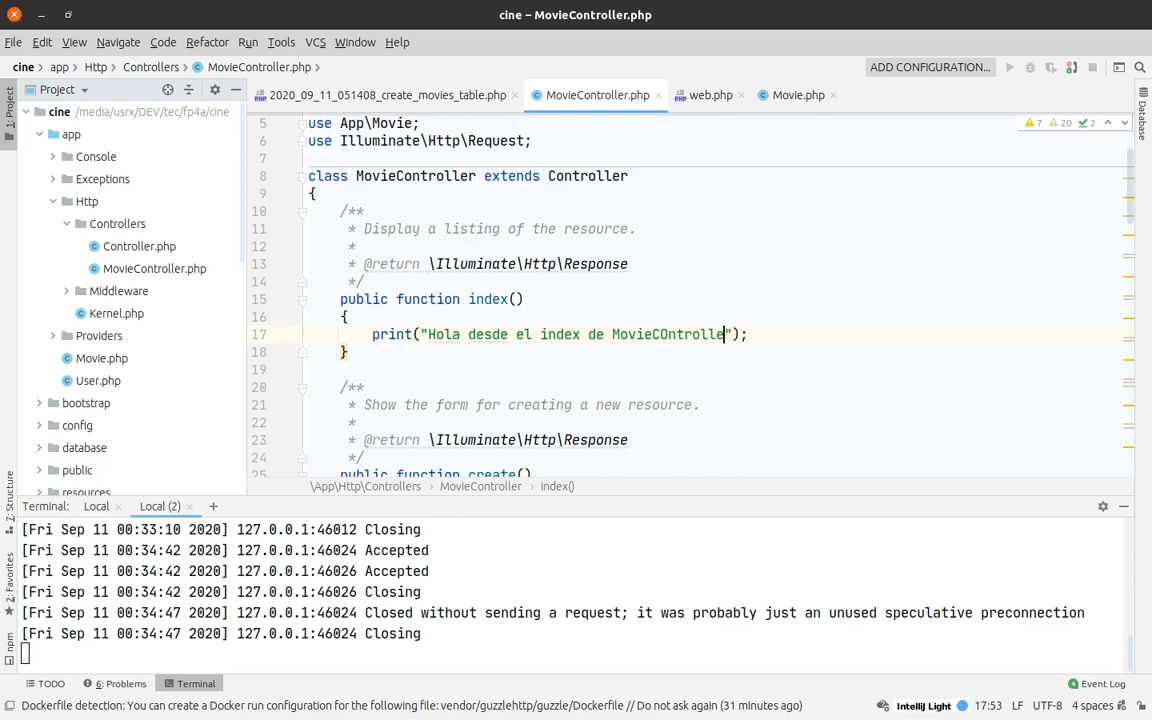 cine – MovieController.php
File Edit View Navigate Code Refactor Run Tools VCS Window Help
cine › app › Http › Controllers › MovieController.php ›
ADD CONFIGURATION...
Project
2020_09_11_051408_create_movies_table.php × MovieController.php × web.php × Movie.php ×
1: Project
Database
7: Structure
2: Favorites
npm
cine /media/usrx/DEV/tec/fp4a/cine
app
Console
Exceptions
Http
Controllers
Controller.php
MovieController.php
Middleware
Kernel.php
Providers
Movie.php
User.php
bootstrap
config
database
public
resources
7 20 2
5 use App\Movie;
6 use Illuminate\Http\Request;
7
8 class MovieController extends Controller
9 {
10 /**
11 * Display a listing of the resource.
12 *
13 * @return \Illuminate\Http\Response
14 */
15 public function index()
16 {
17 print("Hola desde el index de MovieCOntrolle");
18 }
19
20 /**
21 * Show the form for creating a new resource.
22 *
23 * @return \Illuminate\Http\Response
24 */
25 public function create()
\App\Http\Controllers › MovieController › index()
Terminal: Local × Local (2) × +
[Fri Sep 11 00:33:10 2020] 127.0.0.1:46012 Closing
[Fri Sep 11 00:34:42 2020] 127.0.0.1:46024 Accepted
[Fri Sep 11 00:34:42 2020] 127.0.0.1:46026 Accepted
[Fri Sep 11 00:34:42 2020] 127.0.0.1:46026 Closing
[Fri Sep 11 00:34:47 2020] 127.0.0.1:46024 Closed without sending a request; it was probably just an unused speculative preconnection
[Fri Sep 11 00:34:47 2020] 127.0.0.1:46024 Closing
TODO 6: Problems Terminal 4 Event Log
Dockerfile detection: You can create a Docker run configuration for the following file: vendor/guzzlehttp/guzzle/Dockerfile // Do not ask again (31 minutes ago) IntelliJ Light 17:53 LF UTF-8 4 spaces